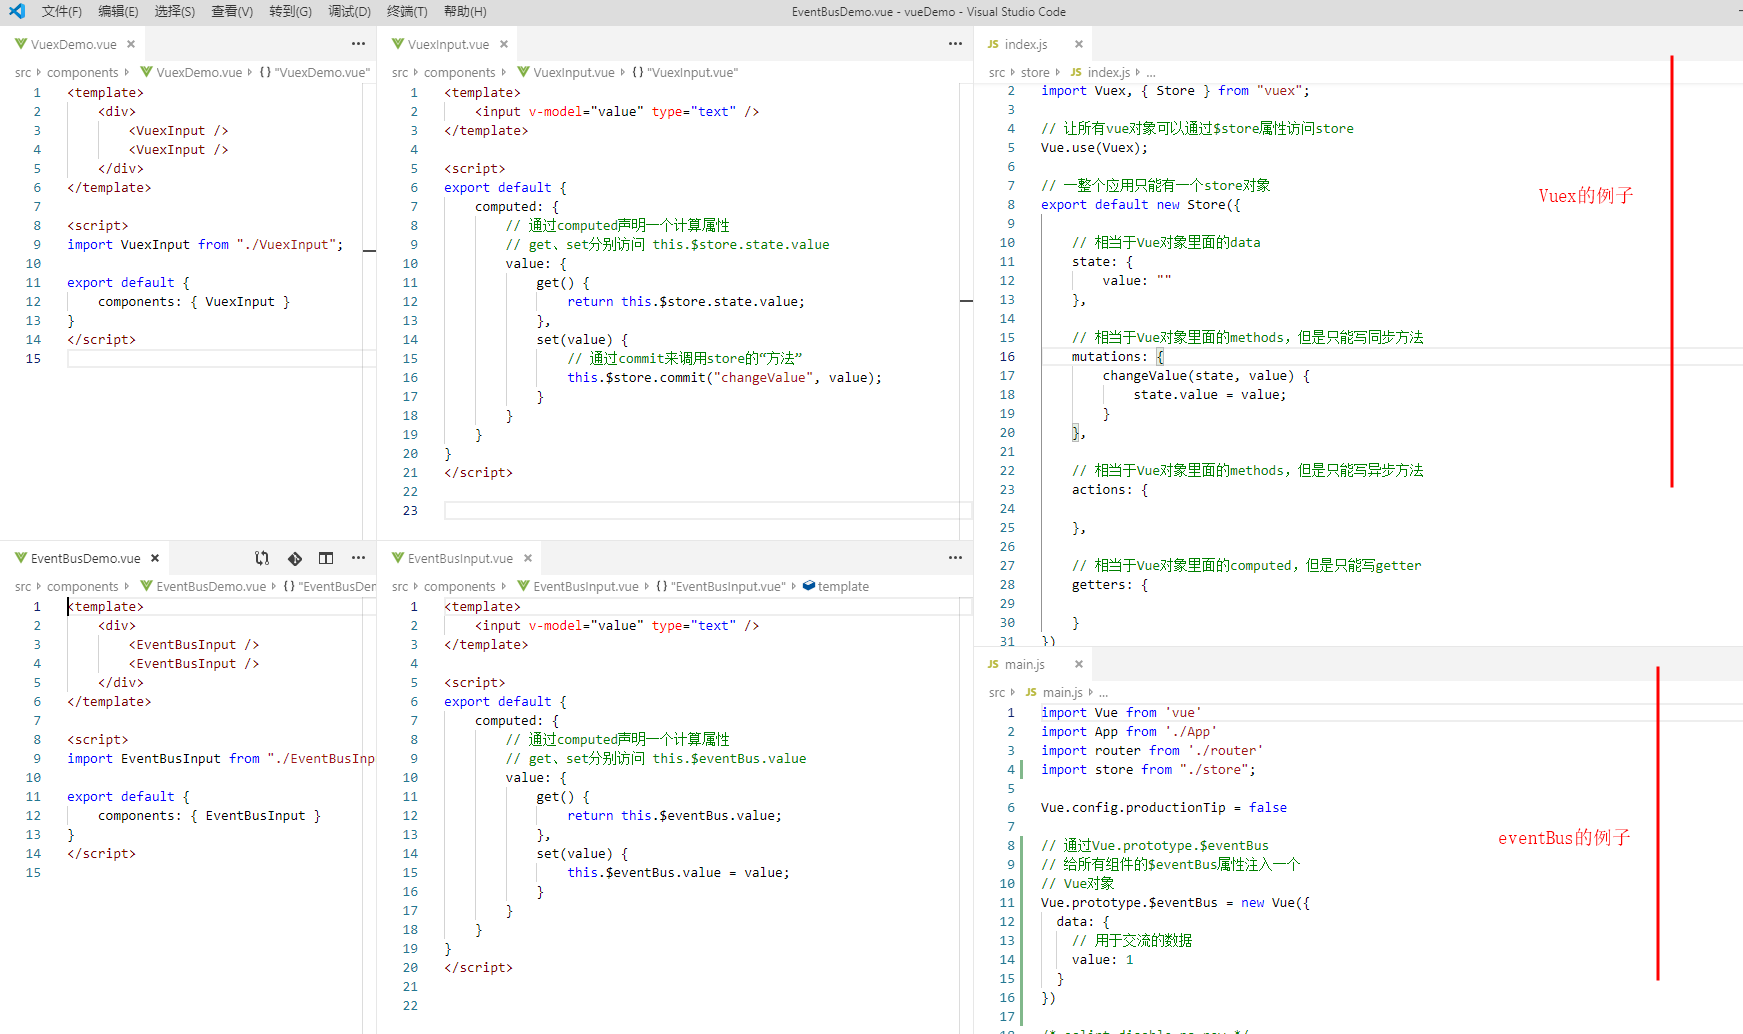 文件(F) 编辑(E) 选择(S) 查看(V) 转到(G) 调试(D) 终端(T) 帮助(H) EventBusDemo.vue - vueDemo - Visual Studio Code
VuexDemo.vue × ···
src › components › VuexDemo.vue › {} "VuexDemo.vue"
1 <template>
2 <div>
3 <VuexInput />
4 <VuexInput />
5 </div>
6 </template>
7
8 <script>
9 import VuexInput from "./VuexInput";
10
11 export default {
12 components: { VuexInput }
13 }
14 </script>
15
VuexInput.vue × ···
src › components › VuexInput.vue › {} "VuexInput.vue"
1 <template>
2 <input v-model="value" type="text" />
3 </template>
4
5 <script>
6 export default {
7 computed: {
8 // 通过computed声明一个计算属性
9 // get、set分别访问 this.$store.state.value
10 value: {
11 get() {
12 return this.$store.state.value;
13 },
14 set(value) {
15 // 通过commit来调用store的“方法”
16 this.$store.commit("changeValue", value);
17 }
18 }
19 }
20 }
21 </script>
22
23
JS index.js ×
src › store › JS index.js › ...
2 import Vuex, { Store } from "vuex";
3
4 // 让所有vue对象可以通过$store属性访问store
5 Vue.use(Vuex);
6
7 // 一整个应用只能有一个store对象
8 export default new Store({
9
10 // 相当于Vue对象里面的data
11 state: {
12 value: ""
13 },
14
15 // 相当于Vue对象里面的methods，但是只能写同步方法
16 mutations: {
17 changeValue(state, value) {
18 state.value = value;
19 }
20 },
21
22 // 相当于Vue对象里面的methods，但是只能写异步方法
23 actions: {
24
25 },
26
27 // 相当于Vue对象里面的computed，但是只能写getter
28 getters: {
29
30 }
31 })
Vuex的例子
EventBusDemo.vue × ···
src › components › EventBusDemo.vue › {} "EventBusDem
1 <template>
2 <div>
3 <EventBusInput />
4 <EventBusInput />
5 </div>
6 </template>
7
8 <script>
9 import EventBusInput from "./EventBusInp
10
11 export default {
12 components: { EventBusInput }
13 }
14 </script>
15
EventBusInput.vue × ···
src › components › EventBusInput.vue › {} "EventBusInput.vue" › template
1 <template>
2 <input v-model="value" type="text" />
3 </template>
4
5 <script>
6 export default {
7 computed: {
8 // 通过computed声明一个计算属性
9 // get、set分别访问 this.$eventBus.value
10 value: {
11 get() {
12 return this.$eventBus.value;
13 },
14 set(value) {
15 this.$eventBus.value = value;
16 }
17 }
18 }
19 }
20 </script>
21
22
JS main.js ×
src › JS main.js › ...
1 import Vue from 'vue'
2 import App from './App'
3 import router from './router'
4 import store from "./store";
5
6 Vue.config.productionTip = false
7
8 // 通过Vue.prototype.$eventBus
9 // 给所有组件的$eventBus属性注入一个
10 // Vue对象
11 Vue.prototype.$eventBus = new Vue({
12 data: {
13 // 用于交流的数据
14 value: 1
15 }
16 })
17
18 /* eslint-disable no-new */
eventBus的例子